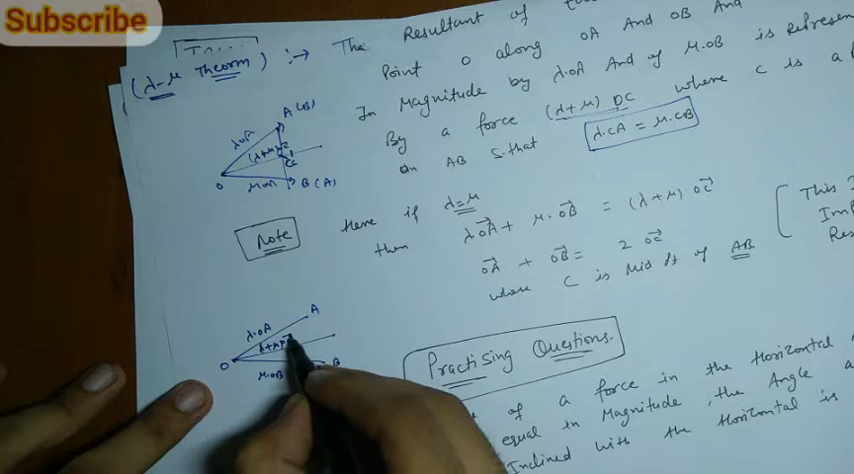 Subscribe
(λ-μ Theorm) :→ The Resultant of
Point O along OA And OB And
In Magnitude by λ.OA And of μ.OB is represen
By a force (λ+μ) OC where C is a
on AB s.that λ.CA = μ.CB
A (B)
λ.OA
(λ+μ)
C
O
μ.OB
B (A)
Note
Here if λ=μ
then λ.OA + μ.OB = (λ+μ) OC
OA + OB = 2 OC
where C is Mid Pt of AB
[ This I
Imp
Res
A
λ.OA
λ+μ
O
μ.OB
B
Practising Questions.
of a force in the Horizontal
equal in Magnitude, the Angle
Inclined with the Horizontal is